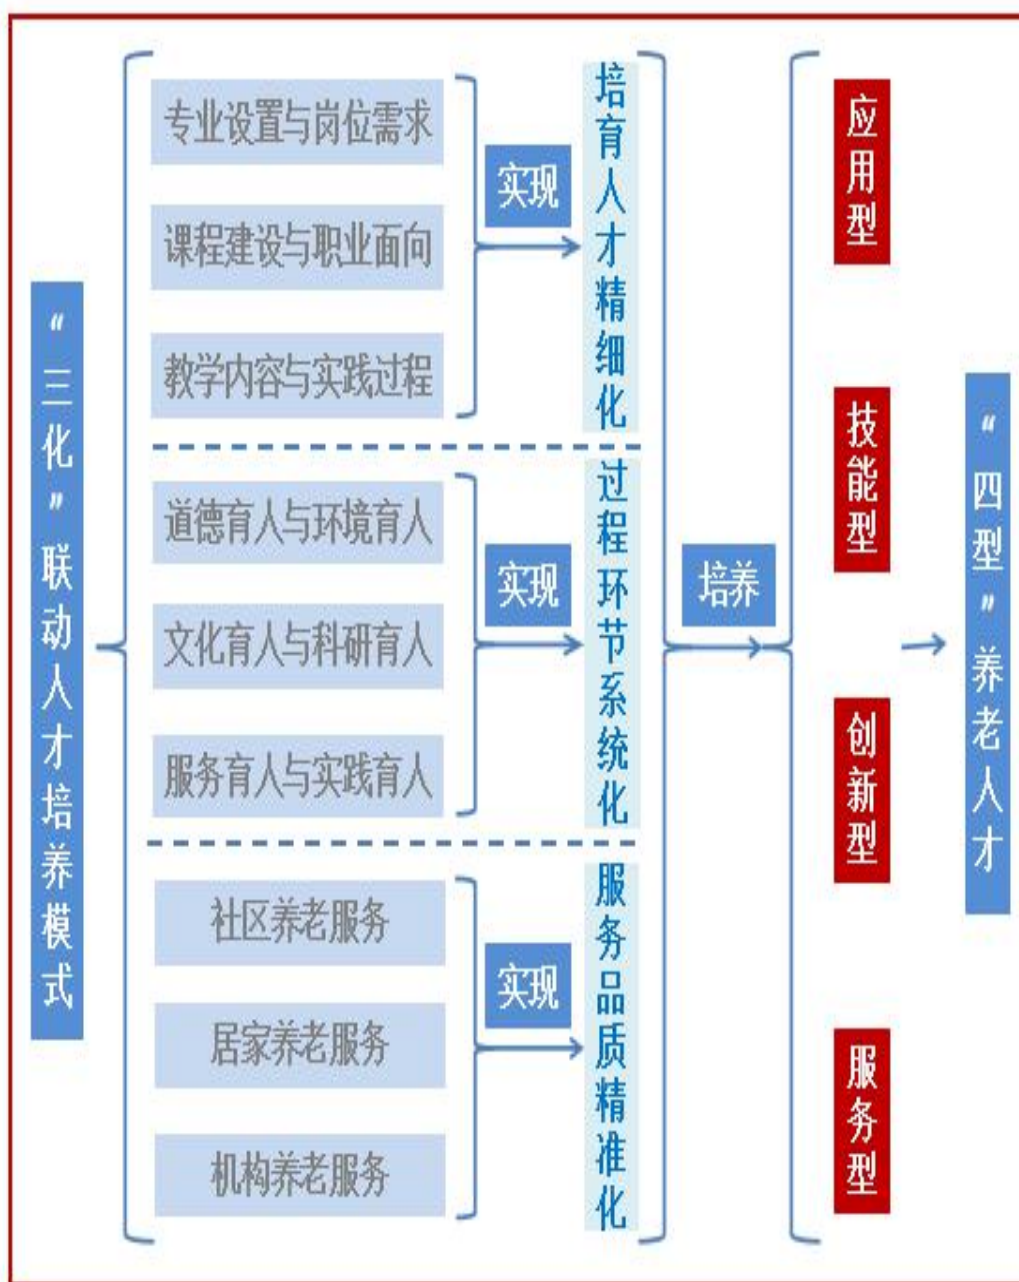 “三化”联动人才培养模式
专业设置与岗位需求
课程建设与职业面向
教学内容与实践过程
实现
培育人才精细化
道德育人与环境育人
文化育人与科研育人
服务育人与实践育人
实现
过程环节系统化
社区养老服务
居家养老服务
机构养老服务
实现
服务品质精准化
培养
应用型
技能型
创新型
服务型
“四型”养老人才